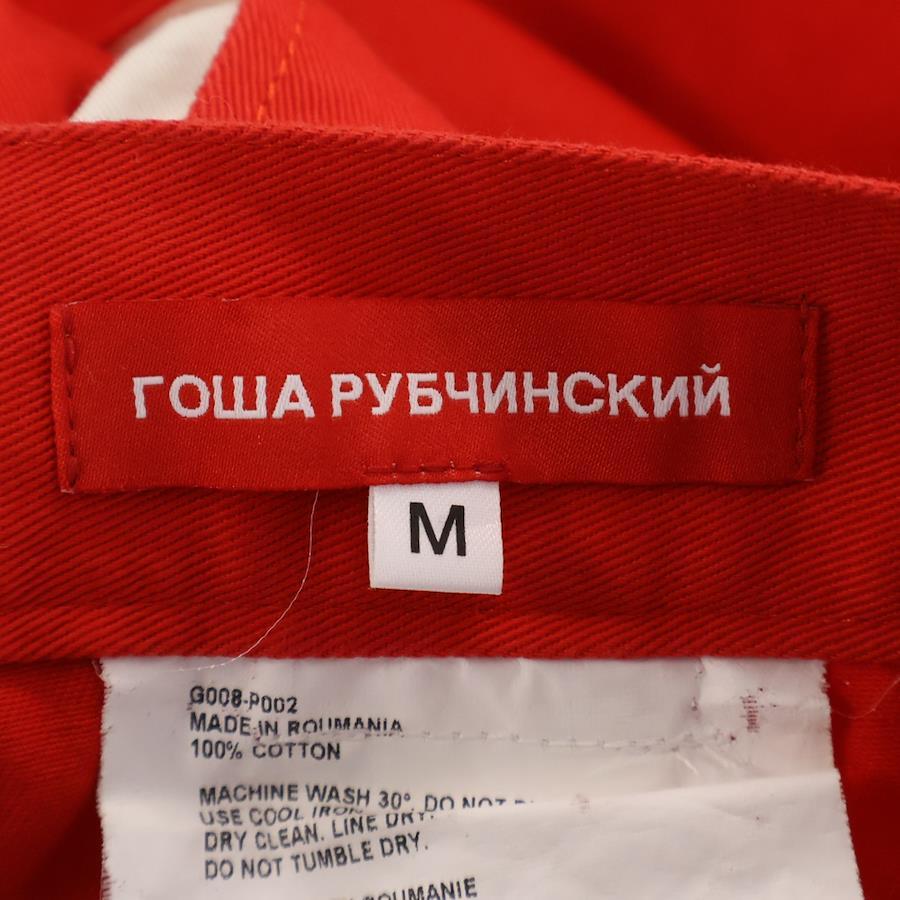 ГОША РУБЧИНСКИЙ
M
G008-P002
MADE IN ROUMANIA
100% COTTON
MACHINE WASH 30° DO NOT
USE COOL IRON
DRY CLEAN. LINE DRY.
DO NOT TUMBLE DRY.
ROUMANIE